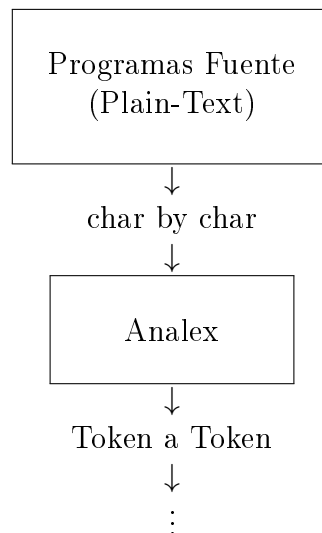 Programas Fuente
(Plain-Text)
char by char
Analex
Token a Token